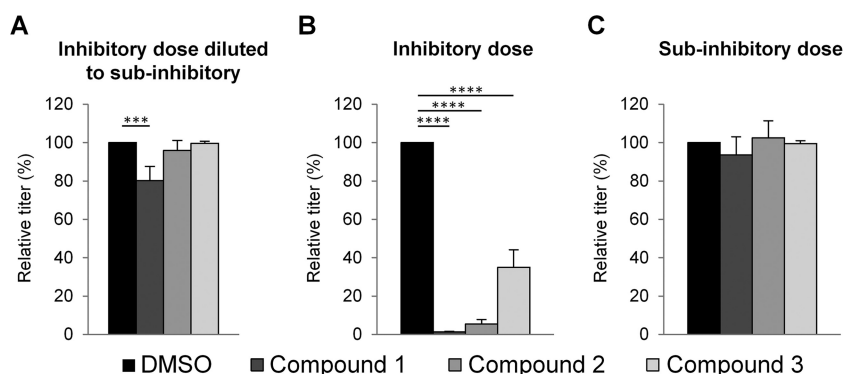 A
Inhibitory dose diluted
to sub-inhibitory
Relative titer (%)
120
100
80
60
40
20
0
***
B
Inhibitory dose
Relative titer (%)
120
100
80
60
40
20
0
****
****
****
C
Sub-inhibitory dose
Relative titer (%)
120
100
80
60
40
20
0
DMSO Compound 1 Compound 2 Compound 3